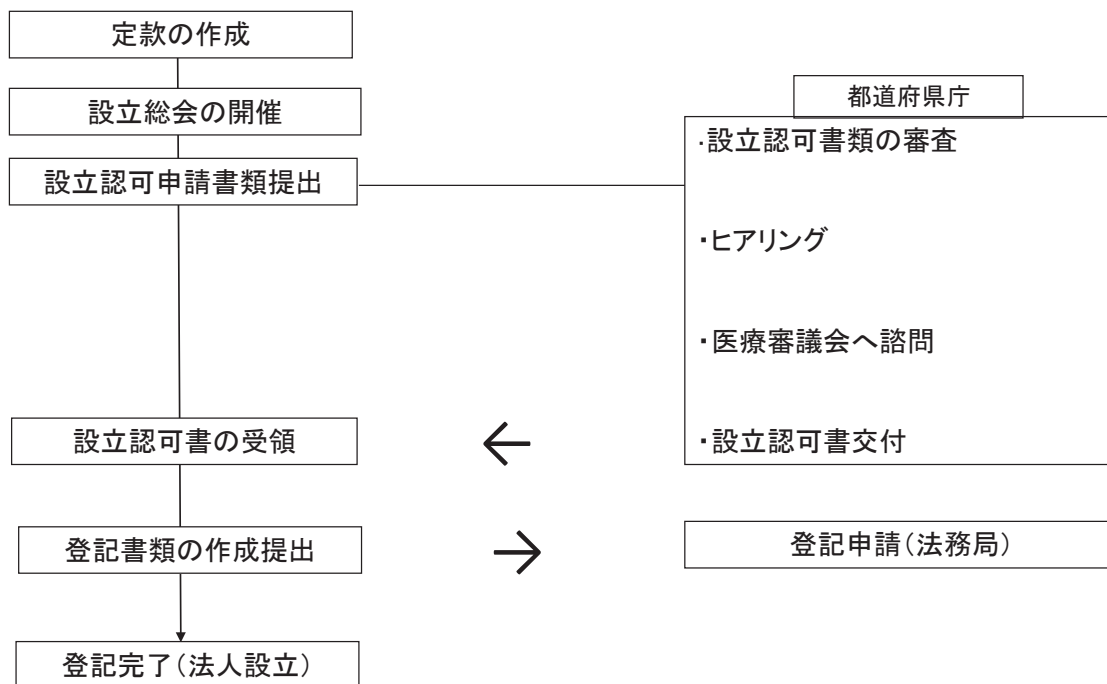 定款の作成
設立総会の開催
設立認可申請書類提出
都道府県庁
・設立認可書類の審査
・ヒアリング
・医療審議会へ諮問
・設立認可書交付
設立認可書の受領
登記書類の作成提出
登記申請(法務局)
登記完了(法人設立)